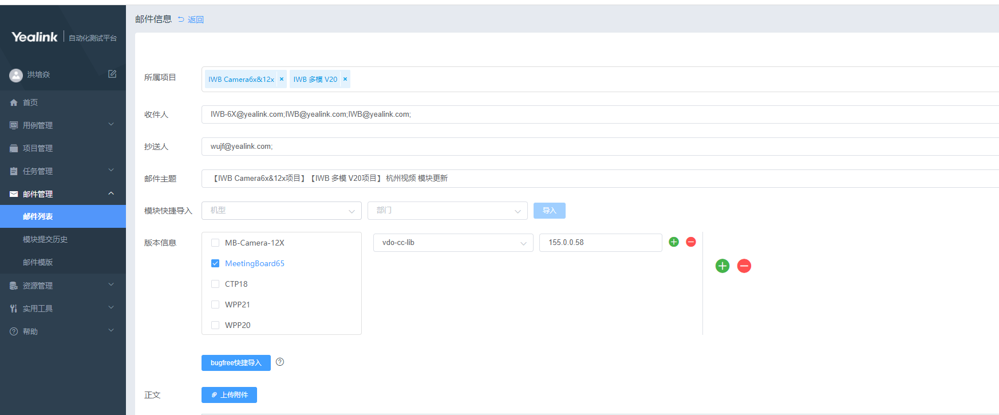 Yealink 自动化测试平台
洪培焱
首页
用例管理
项目管理
任务管理
邮件管理
邮件列表
模块提交历史
邮件模版
资源管理
实用工具
帮助
邮件信息 返回
所属项目 IWB Camera6x&12x × IWB 多模 V20 ×
收件人 IWB-6X@yealink.com;IWB@yealink.com;IWB@yealink.com;
抄送人 wujf@yealink.com;
邮件主题 【IWB Camera6x&12x项目】【IWB 多模 V20项目】 杭州视频 模块更新
模块快捷导入 机型 部门 导入
版本信息 MB-Camera-12X vdo-cc-lib 155.0.0.58
MeetingBoard65
CTP18
WPP21
WPP20
bugfree快捷导入
正文 上传附件